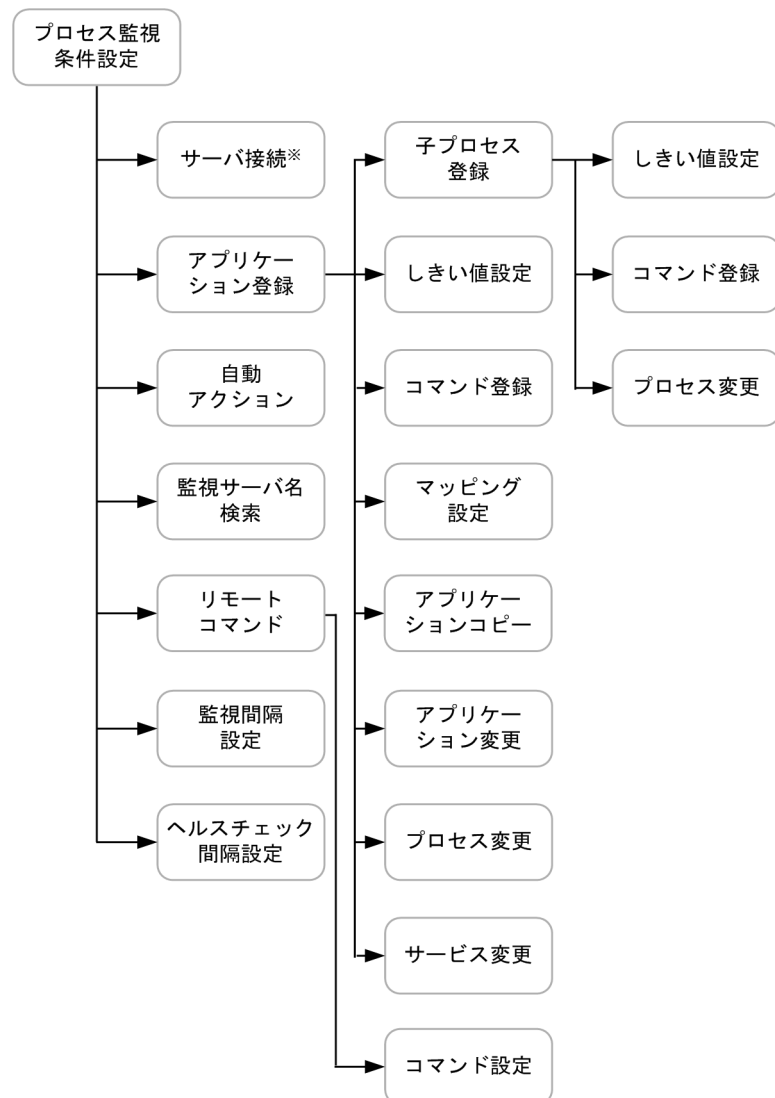 プロセス監視
条件設定
サーバ接続※
アプリケー
ション登録
自動
アクション
監視サーバ名
検索
リモート
コマンド
監視間隔
設定
ヘルスチェック
間隔設定
子プロセス
登録
しきい値設定
コマンド登録
マッピング
設定
アプリケー
ションコピー
アプリケー
ション変更
プロセス変更
サービス変更
コマンド設定
しきい値設定
コマンド登録
プロセス変更